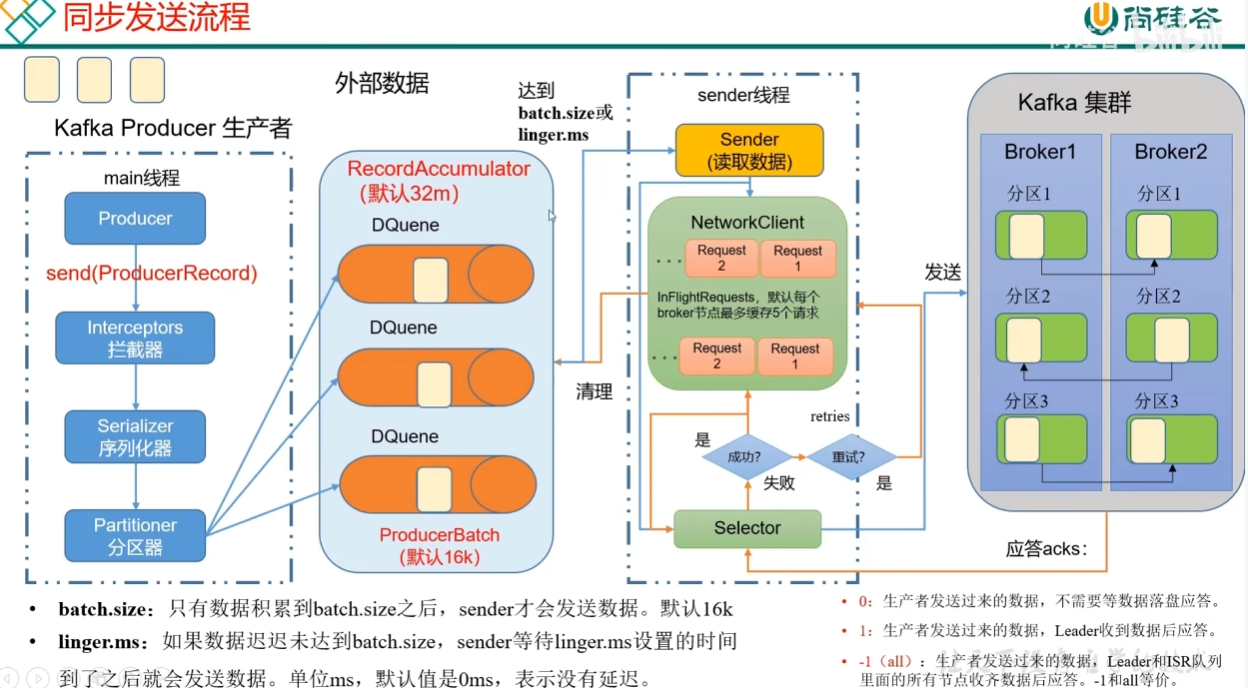 同步发送流程
尚硅谷
外部数据
Kafka Producer 生产者
main线程
Producer
send(ProducerRecord)
Interceptors
拦截器
Serializer
序列化器
Partitioner
分区器
RecordAccumulator
(默认32m)
DQuene
DQuene
DQuene
ProducerBatch
(默认16k)
达到
batch.size或
linger.ms
清理
sender线程
Sender
(读取数据)
NetworkClient
...
Request
2
Request
1
InFlightRequests，默认每个
broker节点最多缓存5个请求
...
Request
2
Request
1
retries
是
成功?
重试?
失败
是
Selector
发送
Kafka 集群
Broker1
Broker2
分区1
分区1
分区2
分区2
分区3
分区3
应答acks：
• batch.size：只有数据积累到batch.size之后，sender才会发送数据。默认16k
• linger.ms：如果数据迟迟未达到batch.size，sender等待linger.ms设置的时间
到了之后就会发送数据。单位ms，默认值是0ms，表示没有延迟。
• 0：生产者发送过来的数据，不需要等数据落盘应答。
• 1：生产者发送过来的数据，Leader收到数据后应答。
• -1（all）：生产者发送过来的数据，Leader和ISR队列
里面的所有节点收齐数据后应答。-1和all等价。